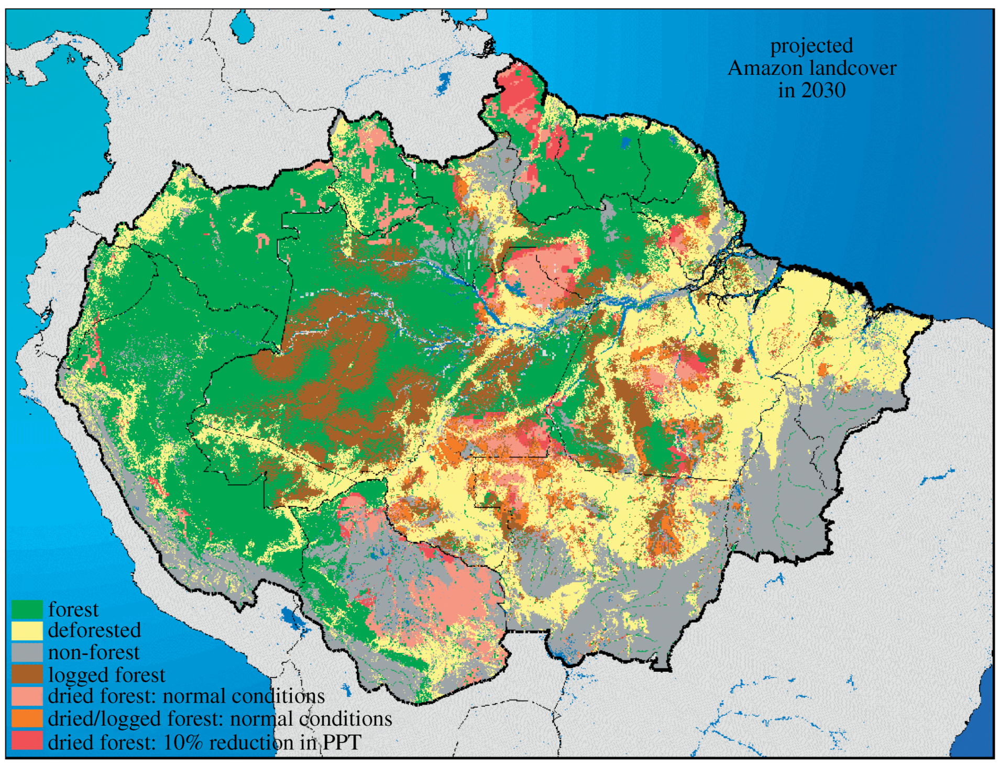 projected
Amazon landcover
in 2030
forest
deforested
non-forest
logged forest
dried forest: normal conditions
dried/logged forest: normal conditions
dried forest: 10% reduction in PPT